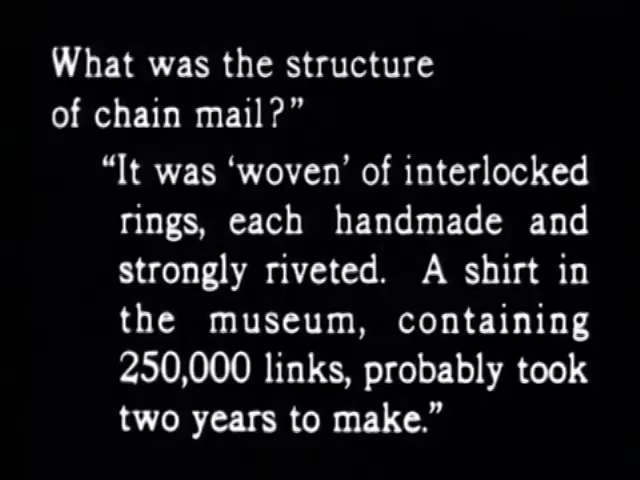 What was the structure
of chain mail?”
“It was ‘woven’ of interlocked
rings, each handmade and
strongly riveted. A shirt in
the museum, containing
250,000 links, probably took
two years to make.”